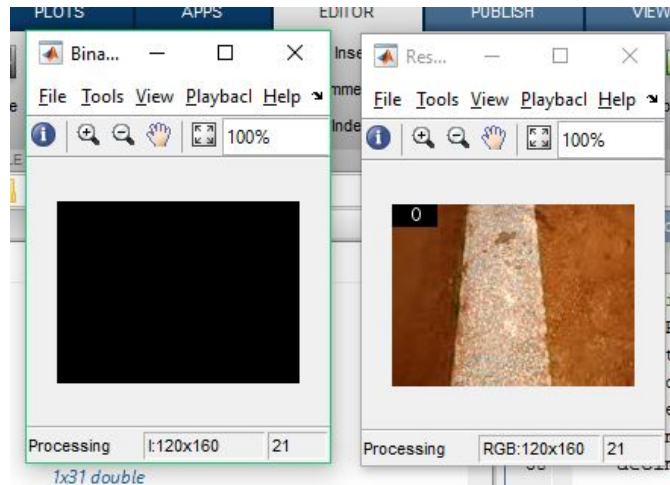 PLOTS APPS EDITOR PUBLISH VIEW
Bina...
File Tools View Playbacl Help
100%
Processing I:120x160 21
Res...
File Tools View Playbacl Help
100%
0
Processing RGB:120x160 21
1x31 double